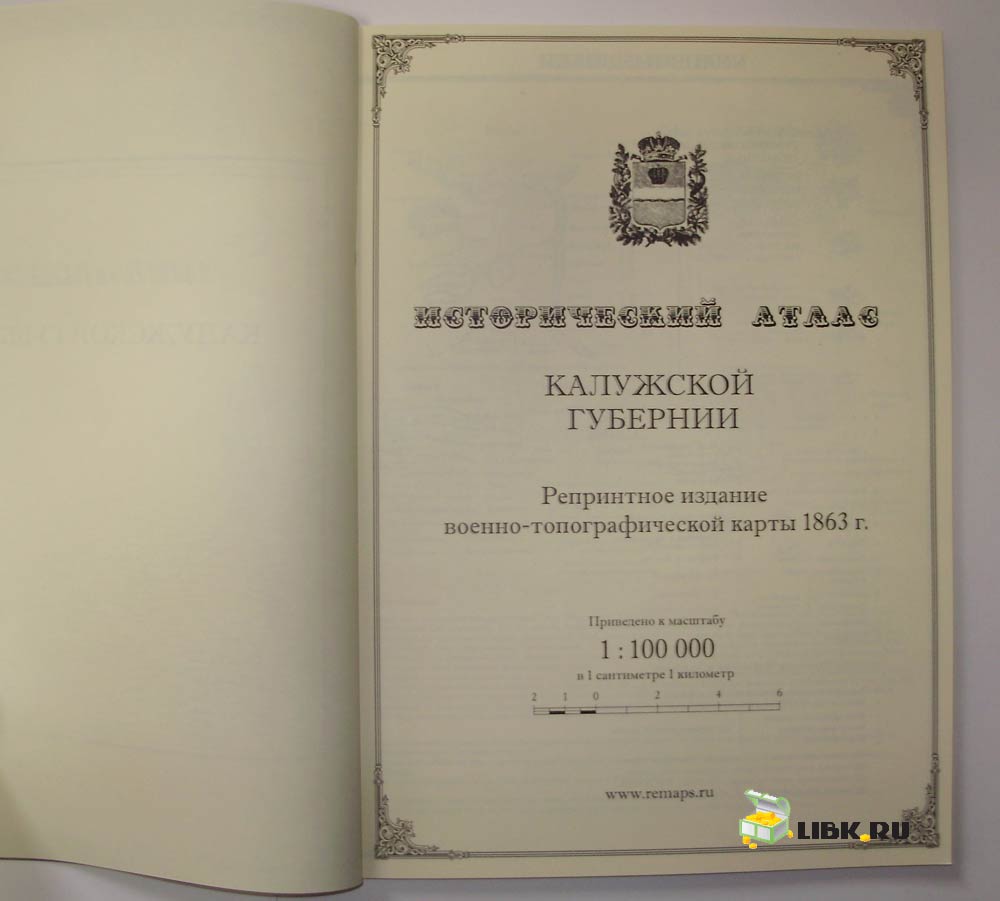 ИСТОРИЧЕСКИЙ АТЛАС
КАЛУЖСКОЙ
ГУБЕРНИИ
Репринтное издание
военно-топографической карты 1863 г.
Приведено к масштабу
1 : 100 000
в 1 сантиметре 1 километр
2 1 0 2 4 6
www.remaps.ru
LIBK.RU